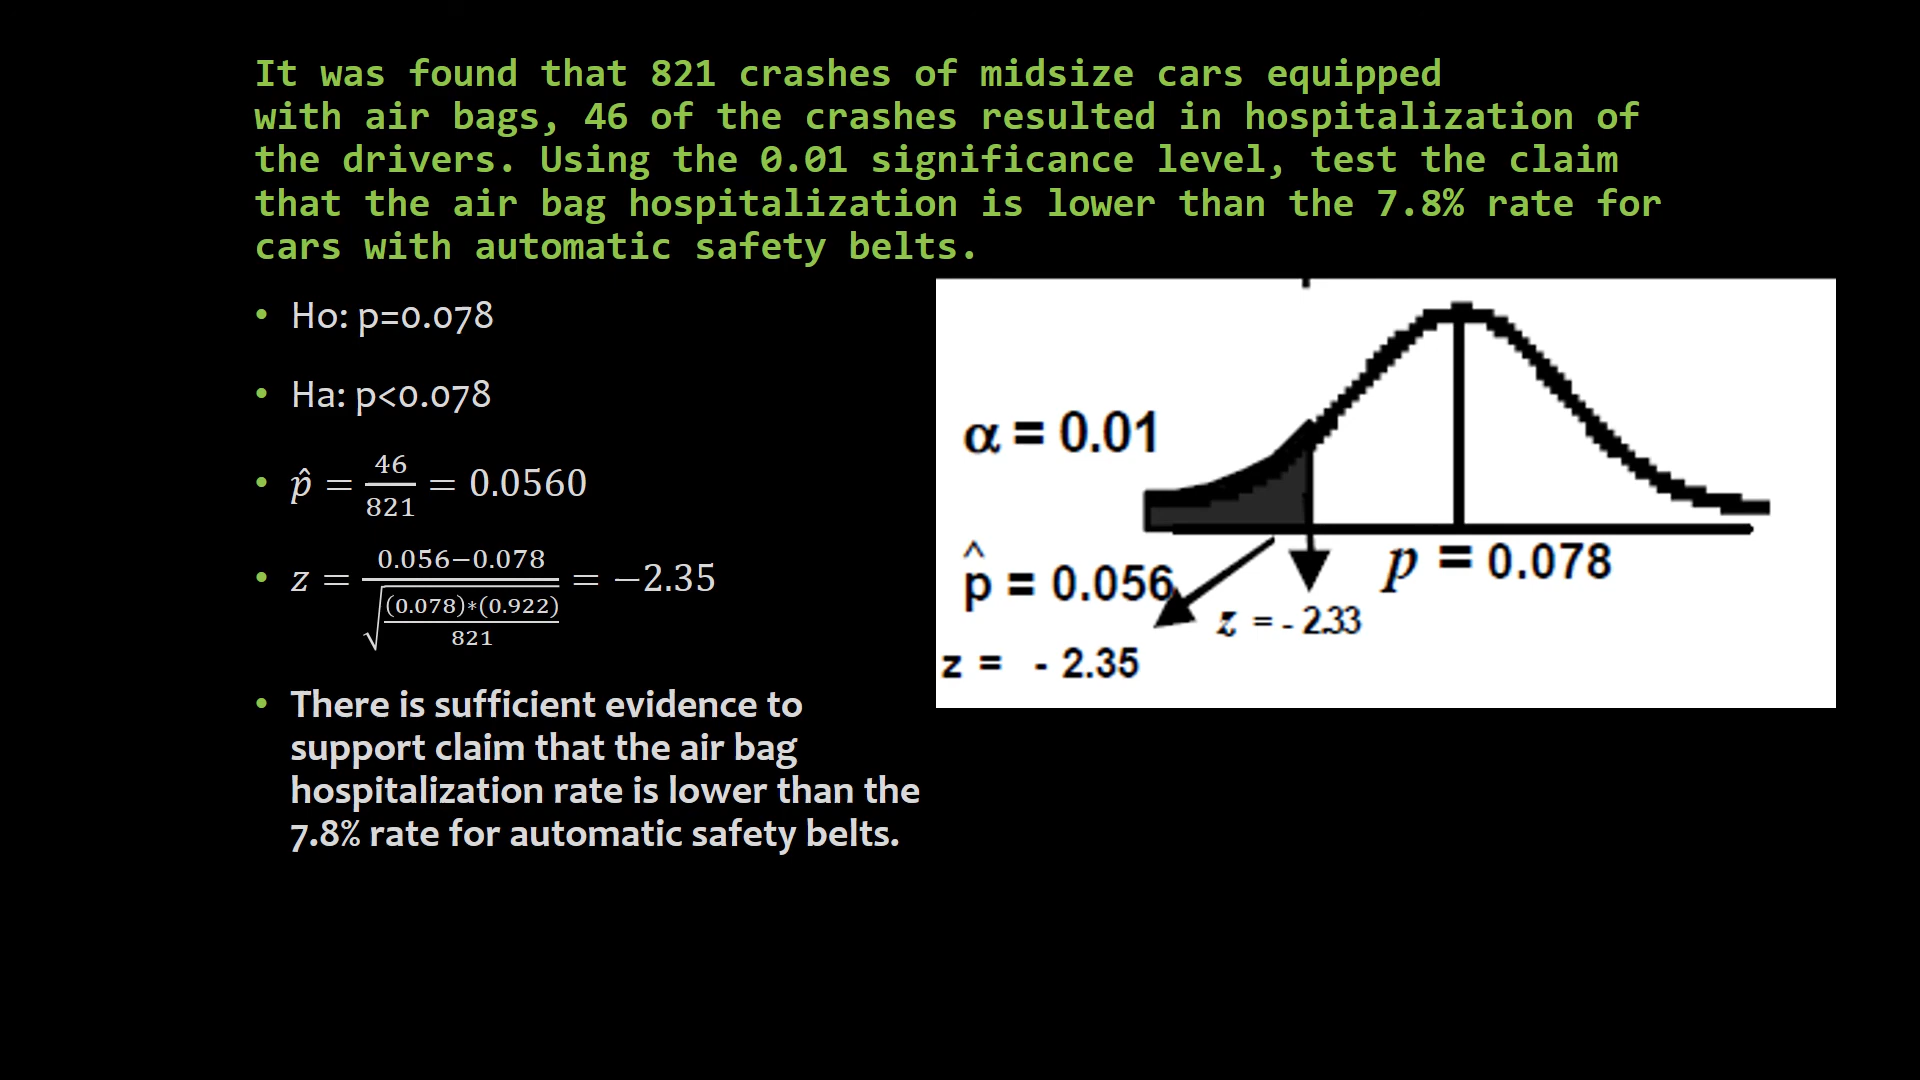 It was found that 821 crashes of midsize cars equipped
with air bags, 46 of the crashes resulted in hospitalization of
the drivers. Using the 0.01 significance level, test the claim
that the air bag hospitalization is lower than the 7.8% rate for
cars with automatic safety belts.
• Ho: p=0.078
• Ha: p<0.078
• p̂ = 46/821 = 0.0560
• z = (0.056−0.078)/√((0.078)*(0.922)/821) = −2.35
• There is sufficient evidence to
support claim that the air bag
hospitalization rate is lower than the
7.8% rate for automatic safety belts.
α = 0.01
p̂ = 0.056
p = 0.078
z = - 2.33
z = - 2.35